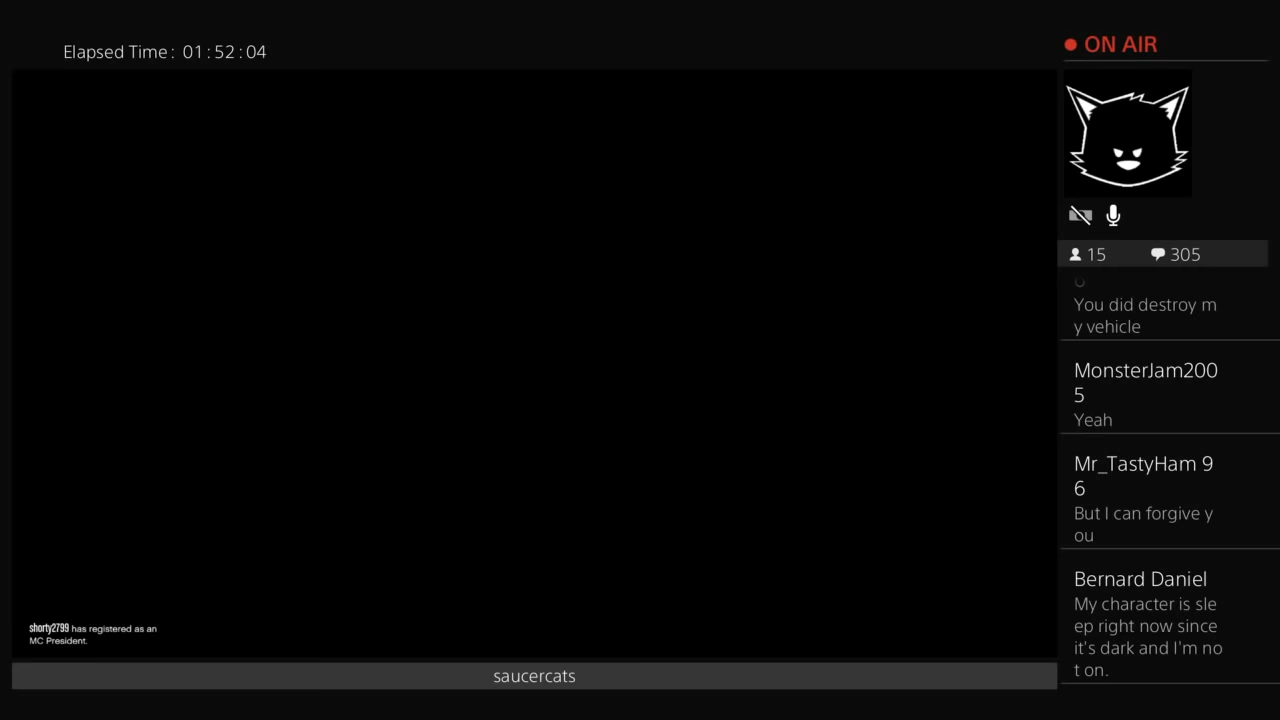 Elapsed Time: 01:52:04
ON AIR
15 305
You did destroy m
y vehicle
MonsterJam200
5
Yeah
Mr_TastyHam 9
6
But I can forgive y
ou
Bernard Daniel
My character is sle
ep right now since
it's dark and I'm no
t on.
shorty2799 has registered as an
MC President.
saucercats